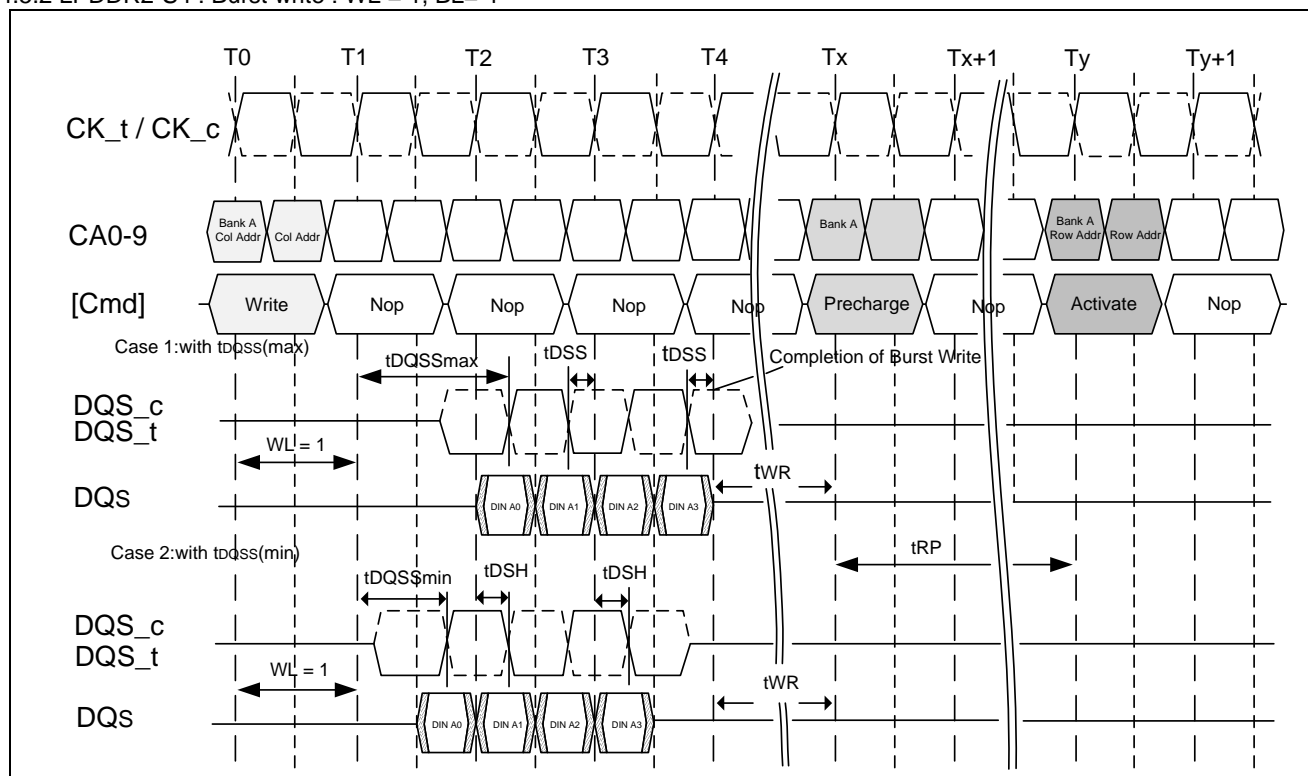 T0 T1 T2 T3 T4 Tx Tx+1 Ty Ty+1
CK_t / CK_c
CA0-9
Bank A
Col Addr
Col Addr
Bank A
Bank A
Row Addr
Row Addr
[Cmd]
Write Nop Nop Nop Nop Precharge Nop Activate Nop
Case 1:with tDQSS(max)
tDQSSmax
tDSS
tDSS
Completion of Burst Write
DQS_c
DQS_t
WL = 1
tWR
DQs
DIN A0 DIN A1 DIN A2 DIN A3
Case 2:with tDQSS(min)
tRP
tDQSSmin
tDSH
tDSH
DQS_c
DQS_t
WL = 1
tWR
DQs
DIN A0 DIN A1 DIN A2 DIN A3